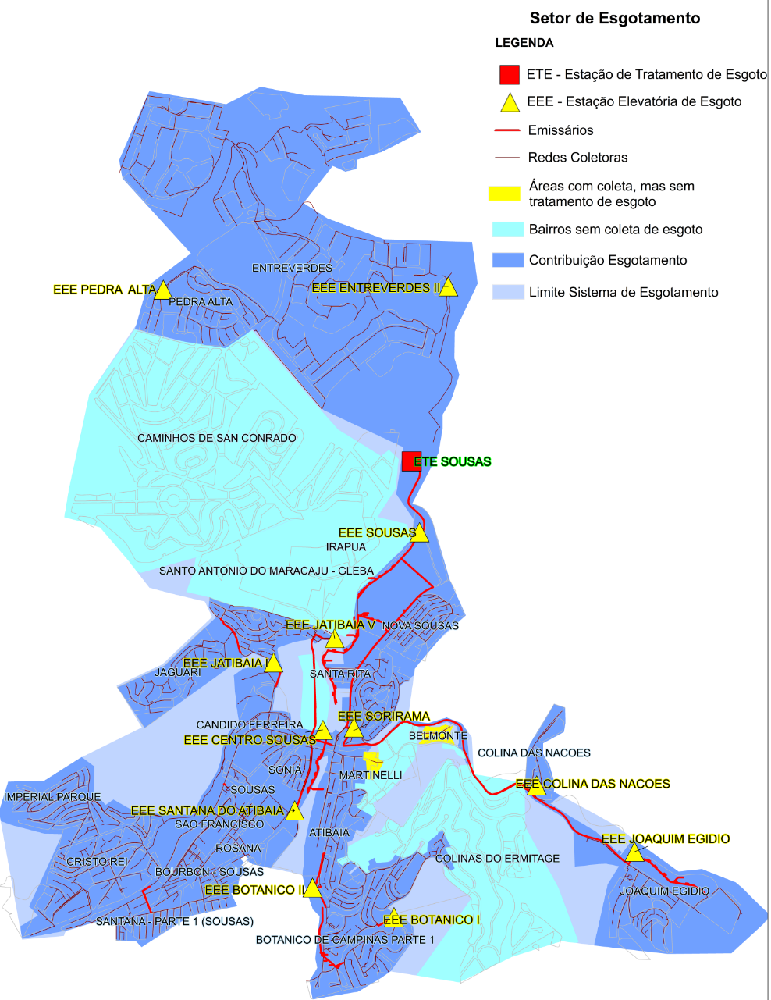 Setor de Esgotamento
LEGENDA
ETE - Estação de Tratamento de Esgoto
EEE - Estação Elevatória de Esgoto
Emissários
Redes Coletoras
Áreas com coleta, mas sem
tratamento de esgoto
Bairros sem coleta de esgoto
Contribuição Esgotamento
Limite Sistema de Esgotamento
ENTREVERDES
EEE PEDRA ALTA
EEE ENTREVERDES II
PEDRA ALTA
CAMINHOS DE SAN CONRADO
ETE SOUSAS
EEE SOUSAS
IRAPUA
SANTO ANTONIO DO MARACAJU - GLEBA
EEE JATIBAIA V
NOVA SOUSAS
EEE JATIBAIA I
JAGUARI
SANTA RITA
EEE SORIRAMA
CANDIDO FERREIRA
EEE CENTRO SOUSAS
BELMONTE
COLINA DAS NACOES
SONIA
MARTINELLI
EEE COLINA DAS NACOES
SOUSAS
IMPERIAL PARQUE
EEE SANTANA DO ATIBAIA
SAO FRANCISCO
ATIBAIA
EEE JOAQUIM EGIDIO
ROSANA
CRISTO REI
COLINAS DO ERMITAGE
BOURBON - SOUSAS
EEE BOTANICO II
JOAQUIM EGIDIO
SANTANA - PARTE 1 (SOUSAS)
EEE BOTANICO I
BOTANICO DE CAMPINAS PARTE 1